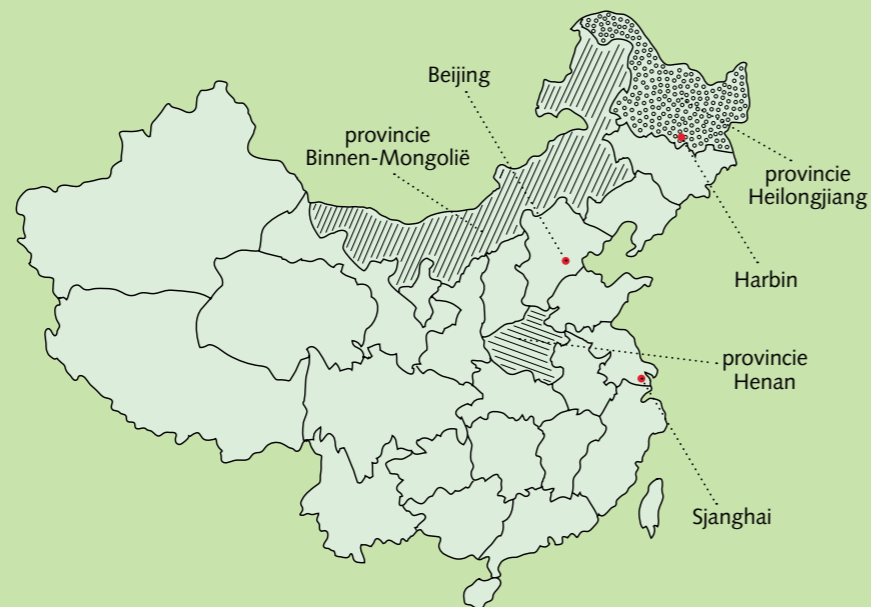 Beijing
provincie
Binnen-Mongolië
provincie
Heilongjiang
Harbin
provincie
Henan
Sjanghai